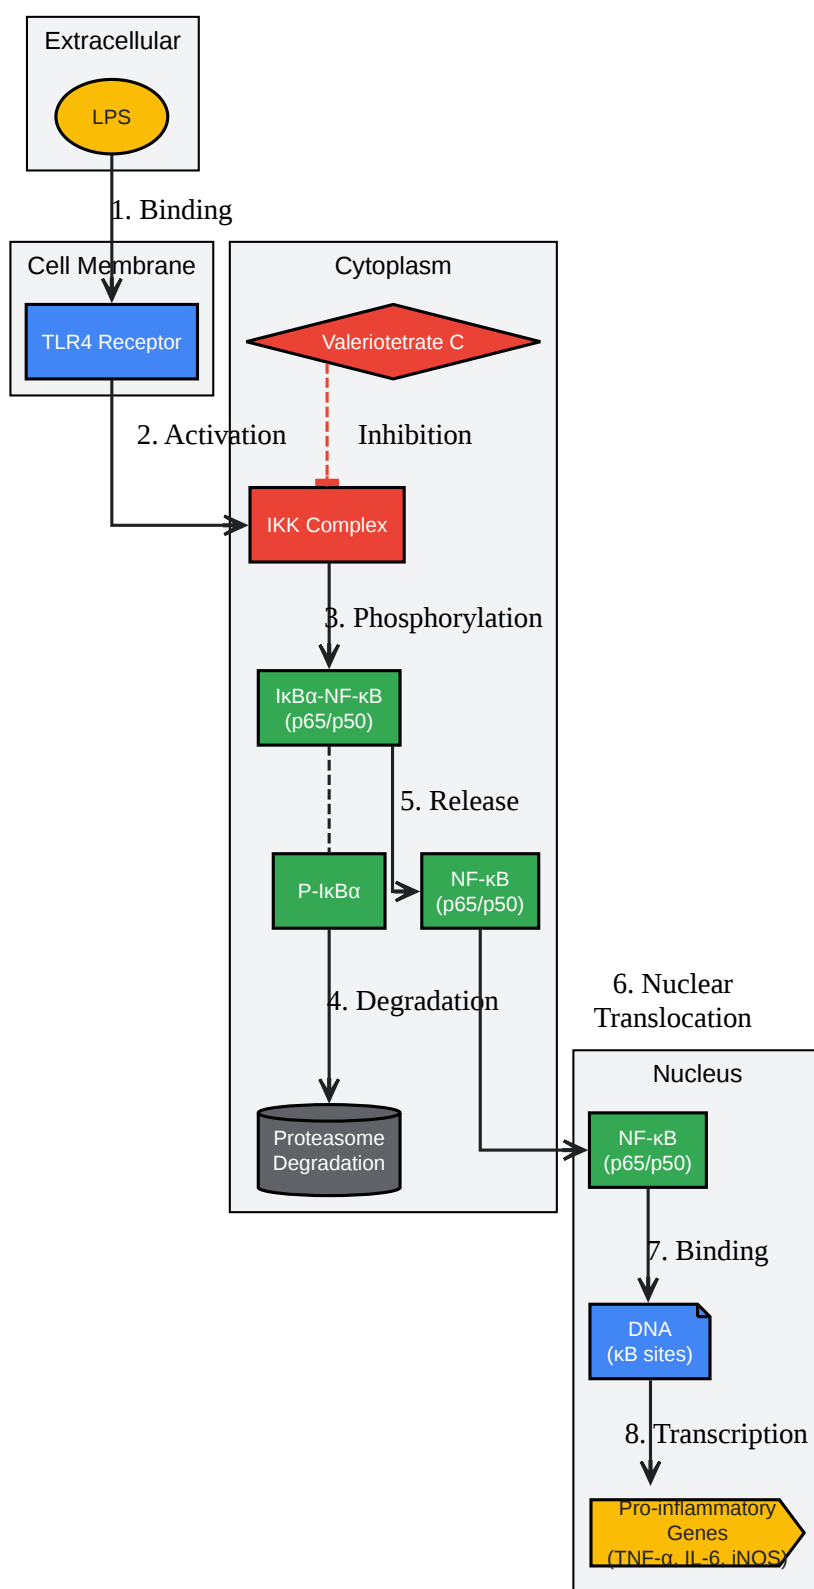 Extracellular
LPS
1. Binding
Cell Membrane
TLR4 Receptor
Cytoplasm
Valeriotetrate C
2. Activation
Inhibition
IKK Complex
3. Phosphorylation
IκBα-NF-κB
(p65/p50)
5. Release
P-IκBα
NF-κB
(p65/p50)
4. Degradation
Proteasome
Degradation
6. Nuclear
Translocation
Nucleus
NF-κB
(p65/p50)
7. Binding
DNA
(κB sites)
8. Transcription
Pro-inflammatory
Genes
(TNF-α, IL-6, iNOS)